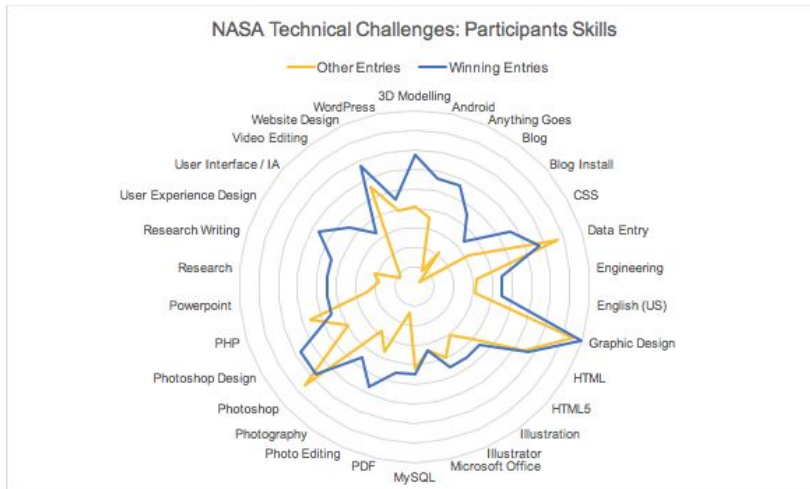 NASA Technical Challenges: Participants Skills
Other Entries
Winning Entries
3D Modelling
Android
Anything Goes
Blog
Blog Install
CSS
Data Entry
Engineering
English (US)
Graphic Design
HTML
HTML5
Illustration
Illustrator
Microsoft Office
MySQL
PDF
Photo Editing
Photography
Photoshop
Photoshop Design
PHP
Powerpoint
Research
Research Writing
User Experience Design
User Interface / IA
Video Editing
Website Design
WordPress